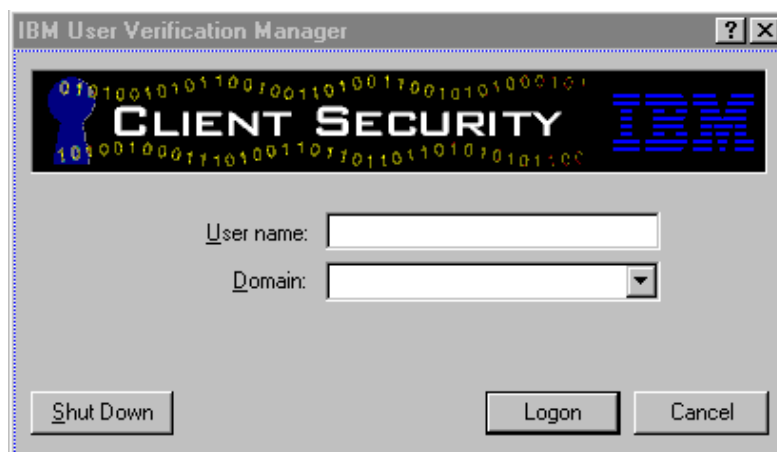 IBM User Verification Manager
CLIENT SECURITY
IBM
User name:
Domain:
Shut Down
Logon
Cancel